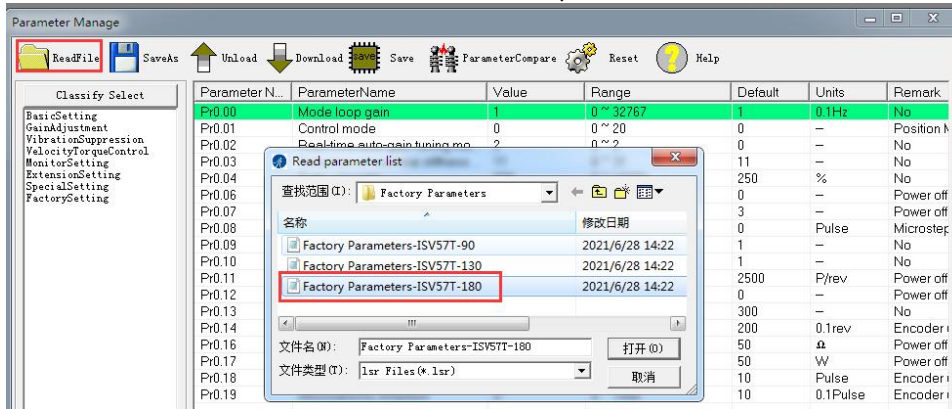 Parameter Manage
ReadFile SaveAs Unload Download save Save ParameterCompare Reset Help
Classify Select
BasicSetting
GainAdjustment
VibrationSuppression
VelocityTorqueControl
MonitorSetting
ExtensionSetting
SpecialSetting
FactorySetting
Parameter N... ParameterName Value Range Default Units Remark
Pr0.00 Mode loop gain 1 0 ~ 32767 1 0.1Hz No
Pr0.01 Control mode 0 0 ~ 20 0 — Position M
Pr0.02 Real-time auto-gain tuning mo... 2 0 ~ 2 0 — No
Pr0.03 11 — No
Pr0.04 250 % No
Pr0.06 0 — Power off
Pr0.07 3 — Power off
Pr0.08 0 Pulse Microstep
Pr0.09 1 — No
Pr0.10 1 — No
Pr0.11 2500 P/rev Power off
Pr0.12 0 — Power off
Pr0.13 300 — No
Pr0.14 200 0.1rev Encoder
Pr0.16 50 Ω Power off
Pr0.17 50 W Power off
Pr0.18 10 Pulse Encoder
Pr0.19 10 0.1Pulse Encoder
Read parameter list
查找范围(I): Factory Parameters
名称 修改日期
Factory Parameters-ISV57T-90 2021/6/28 14:22
Factory Parameters-ISV57T-130 2021/6/28 14:22
Factory Parameters-ISV57T-180 2021/6/28 14:22
文件名(N): Factory Parameters-ISV57T-180 打开(O)
文件类型(T): lsr Files(*.lsr) 取消